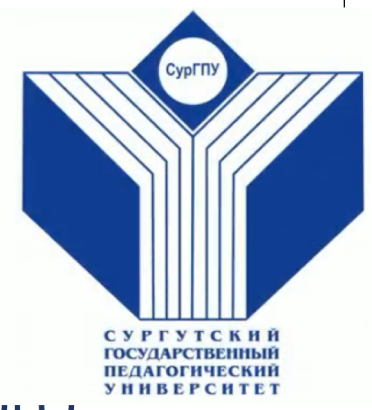 СурГПУ
СУРГУТСКИЙ
ГОСУДАРСТВЕННЫЙ
ПЕДАГОГИЧЕСКИЙ
УНИВЕРСИТЕТ